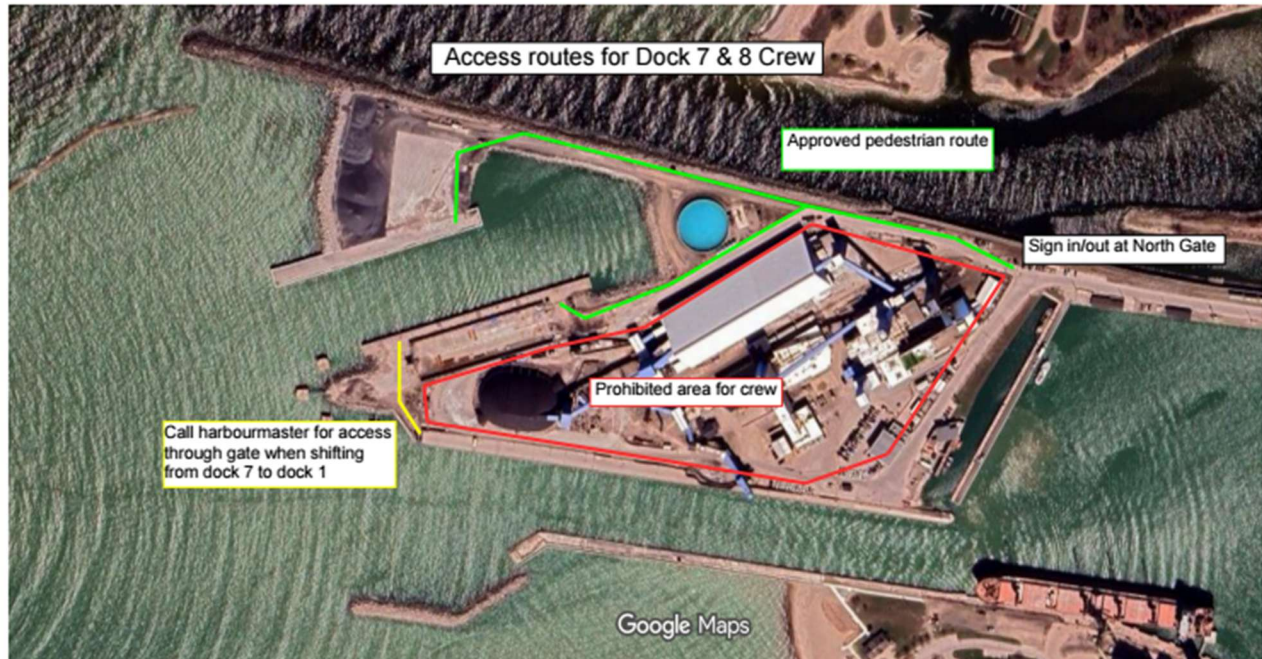 Access routes for Dock 7 & 8 Crew
Approved pedestrian route
Sign in/out at North Gate
Prohibited area for crew
Call harbourmaster for access
through gate when shifting
from dock 7 to dock 1
Google Maps